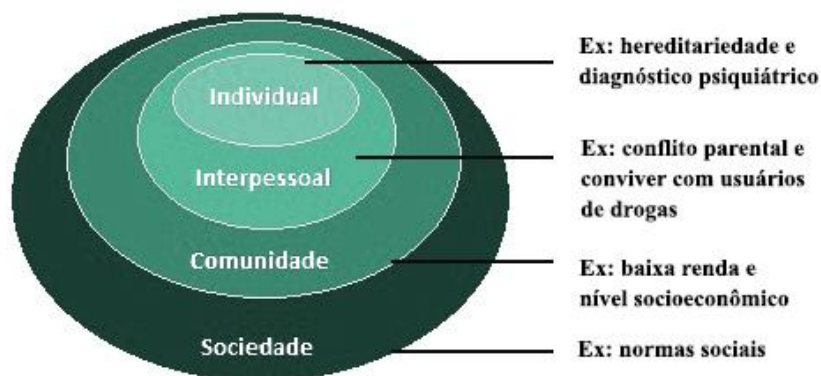 Individual
Ex: hereditariedade e
diagnóstico psiquiátrico
Interpessoal
Ex: conflito parental e
conviver com usuários
de drogas
Comunidade
Ex: baixa renda e
nível socioeconômico
Sociedade
Ex: normas sociais